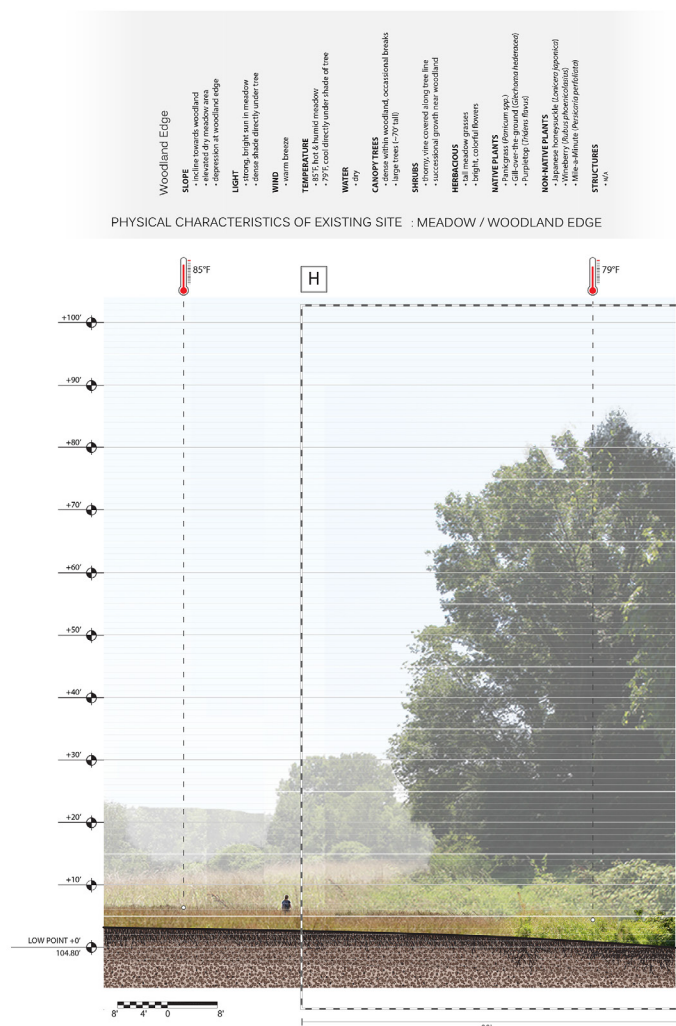 Woodland Edge
SLOPE
• incline towards woodland
• elevated dry meadow area
• depression at woodland edge
LIGHT
• strong, bright sun in meadow
• dense shade directly under tree
WIND
• warm breeze
TEMPERATURE
• 85°F, hot & humid meadow
• 79°F, cool directly under shade of tree
WATER
• dry
CANOPY TREES
• dense within woodland, occassional breaks
• large trees (~70' tall)
SHRUBS
• thorny, vine covered along tree line
• successional growth near woodland
HERBACIOUS
• tall meadow grasses
• bright, colorful flowers
NATIVE PLANTS
• Panicgrass (Panicum spp.)
• Gill-over-the-ground (Glechoma hederacea)
• Purpletop (Tridens flavus)
NON-NATIVE PLANTS
• Japanese honeysuckle (Lonicera japonica)
• Wineberry (Rubus phoenicolasius)
• Mile-a-Minute (Persicaria perfoliata)
STRUCTURES
• N/A
PHYSICAL CHARACTERISTICS OF EXISTING SITE : MEADOW / WOODLAND EDGE
85°F
H
79°F
+100'
+90'
+80'
+70'
+60'
+50'
+40'
+30'
+20'
+10'
LOW POINT +0'
104.80'
8' 4' 0 8'